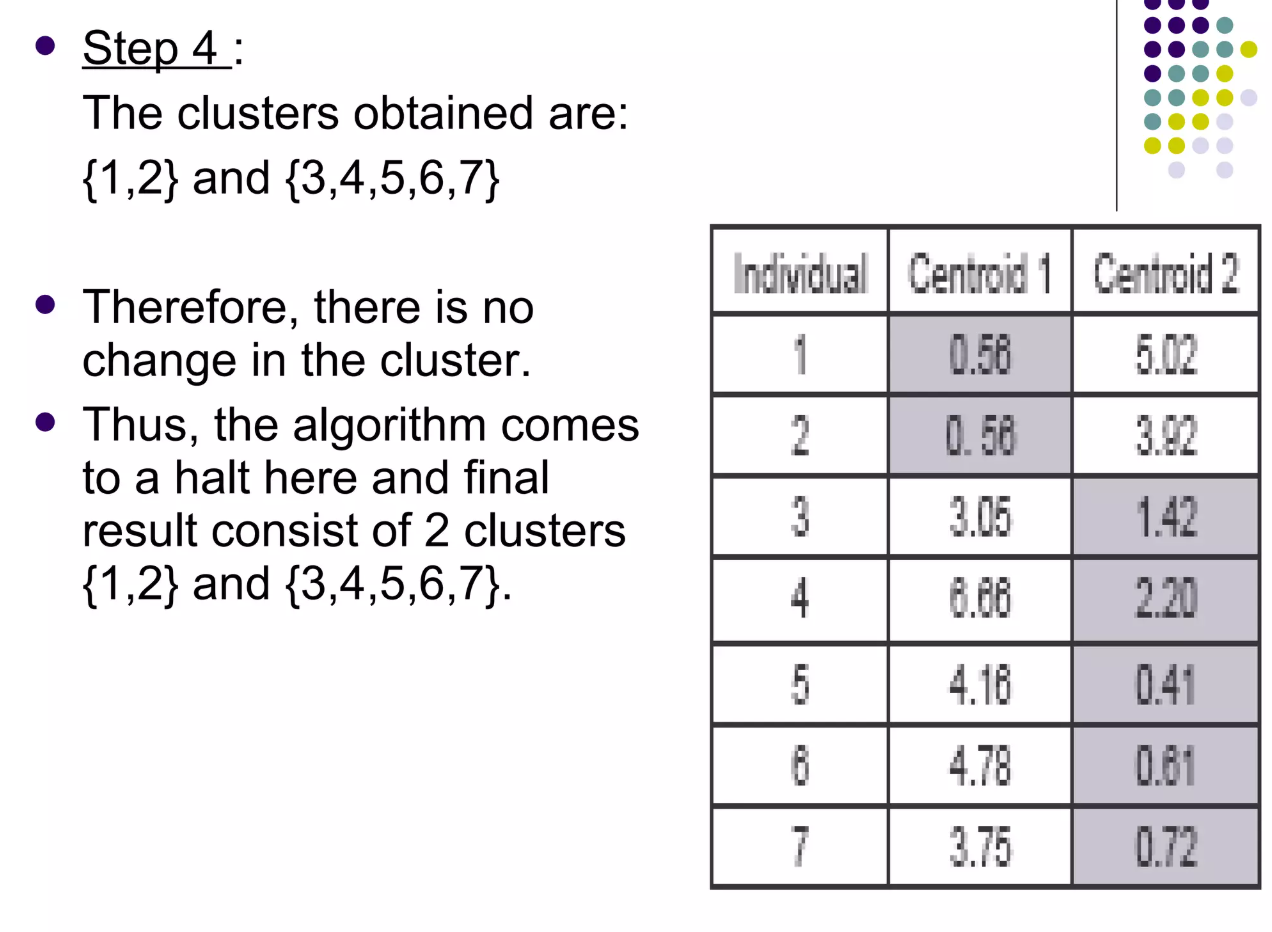 Step 4 :
The clusters obtained are:
{1,2} and {3,4,5,6,7}
Therefore, there is no
change in the cluster.
Thus, the algorithm comes
to a halt here and final
result consist of 2 clusters
{1,2} and {3,4,5,6,7}.
Individual Centroid 1 Centroid 2
1 0.56 5.02
2 0. 56 3.92
3 3.05 1.42
4 6.66 2.20
5 4.16 0.41
6 4.78 0.61
7 3.75 0.72